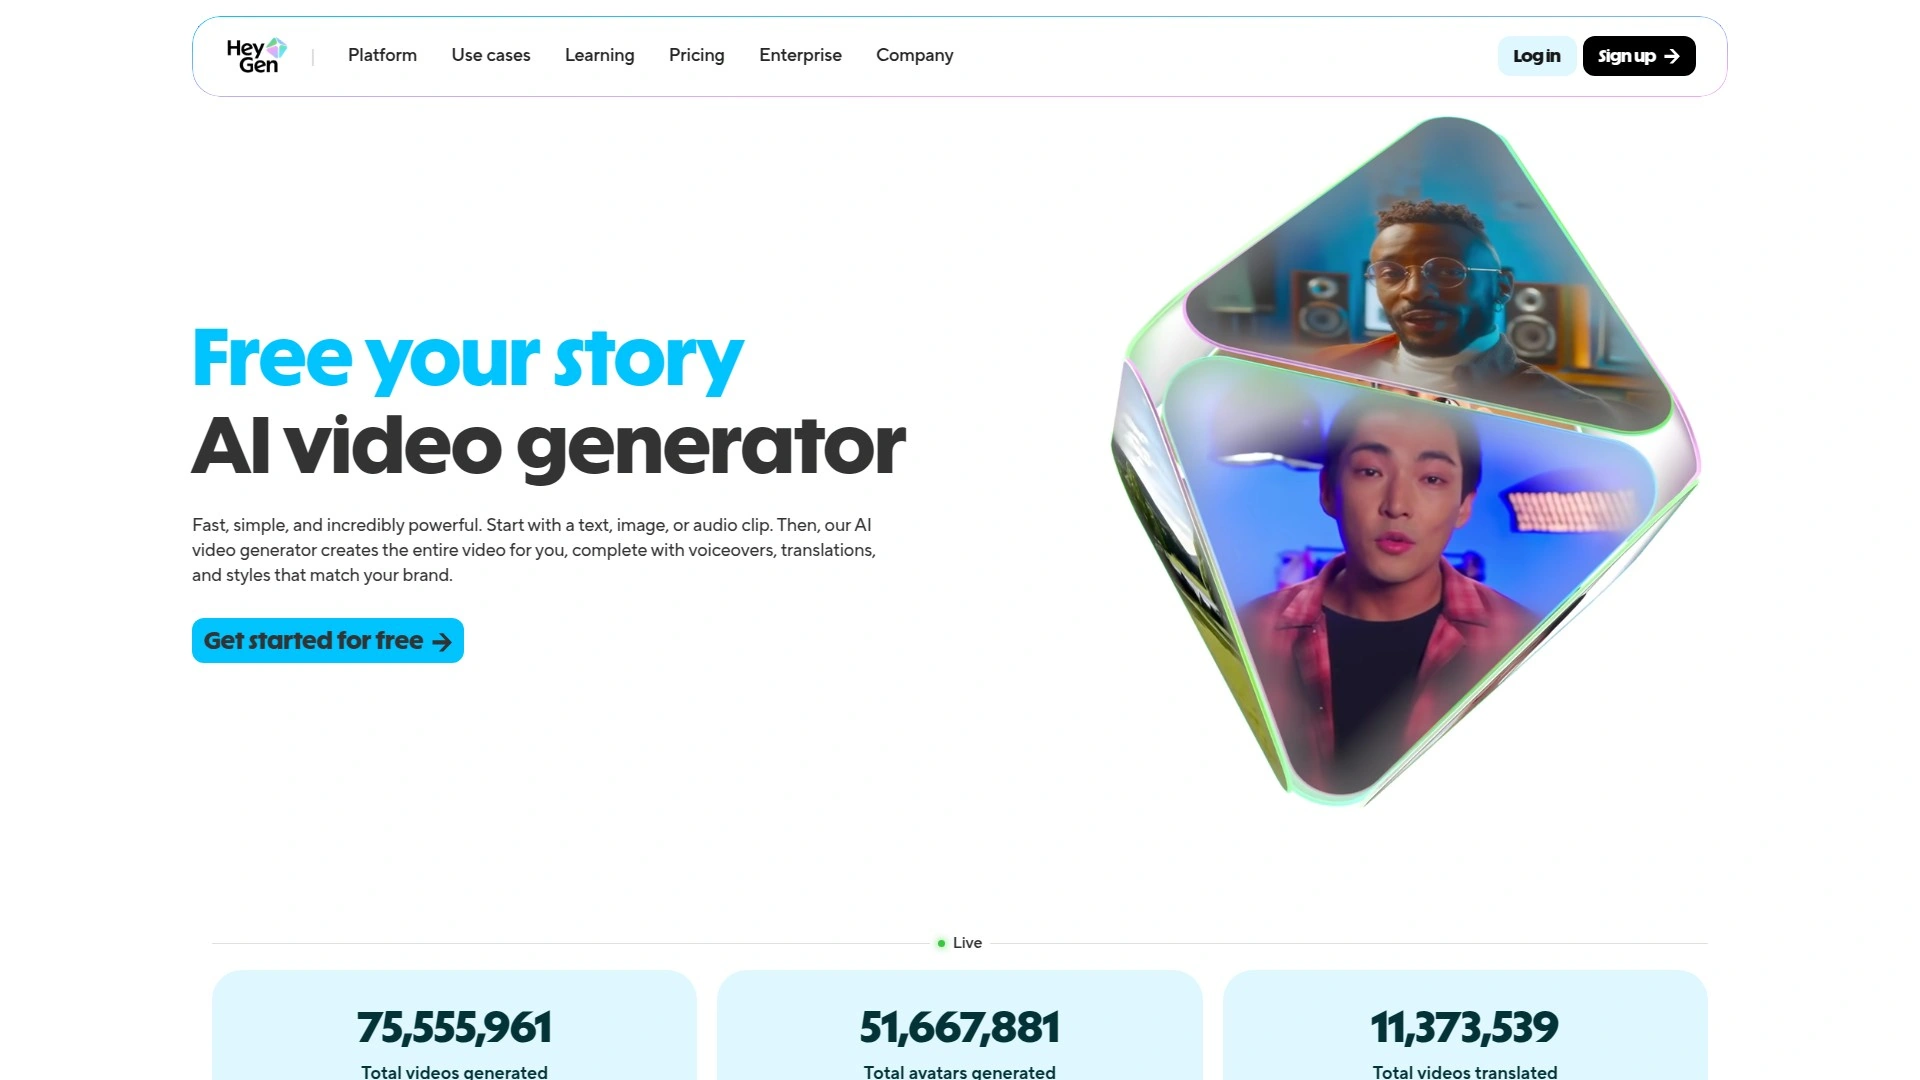 Hey
Gen
Platform
Use cases
Learning
Pricing
Enterprise
Company
Log in
Sign up →
Free your story
AI video generator
Fast, simple, and incredibly powerful. Start with a text, image, or audio clip. Then, our AI
video generator creates the entire video for you, complete with voiceovers, translations,
and styles that match your brand.
Get started for free →
Live
75,555,961
Total videos generated
51,667,881
Total avatars generated
11,373,539
Total videos translated